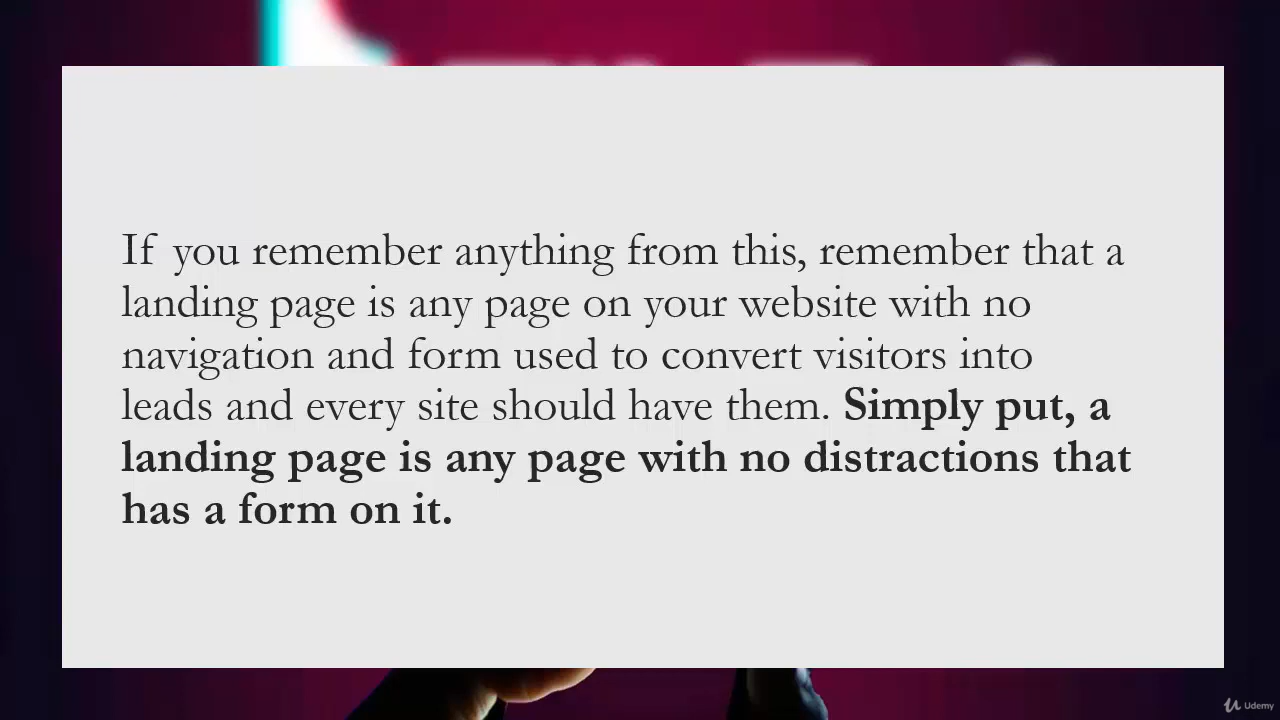 If you remember anything from this, remember that a
landing page is any page on your website with no
navigation and form used to convert visitors into
leads and every site should have them. Simply put, a
landing page is any page with no distractions that
has a form on it.
Udemy